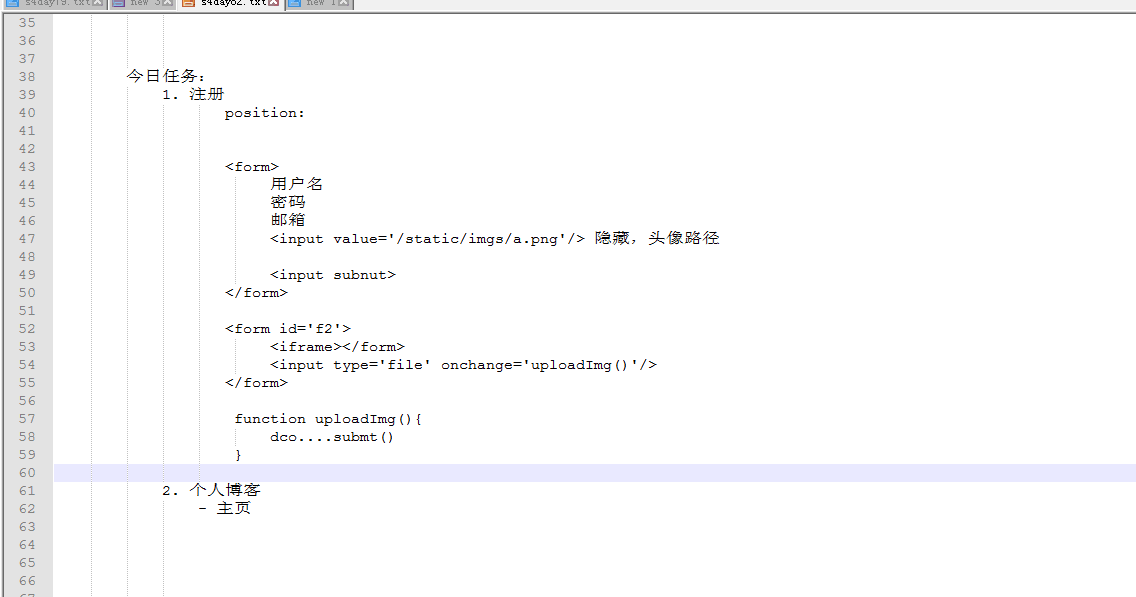 s4day19.txt new 3 s4day82.txt new 1
35
36
37
38 今日任务:
39 1. 注册
40 position:
41
42
43 <form>
44 用户名
45 密码
46 邮箱
47 <input value='/static/imgs/a.png'/> 隐藏，头像路径
48
49 <input subnut>
50 </form>
51
52 <form id='f2'>
53 <iframe></form>
54 <input type='file' onchange='uploadImg()'/>
55 </form>
56
57 function uploadImg(){
58 dco....submt()
59 }
60
61 2. 个人博客
62 - 主页
63
64
65
66
67